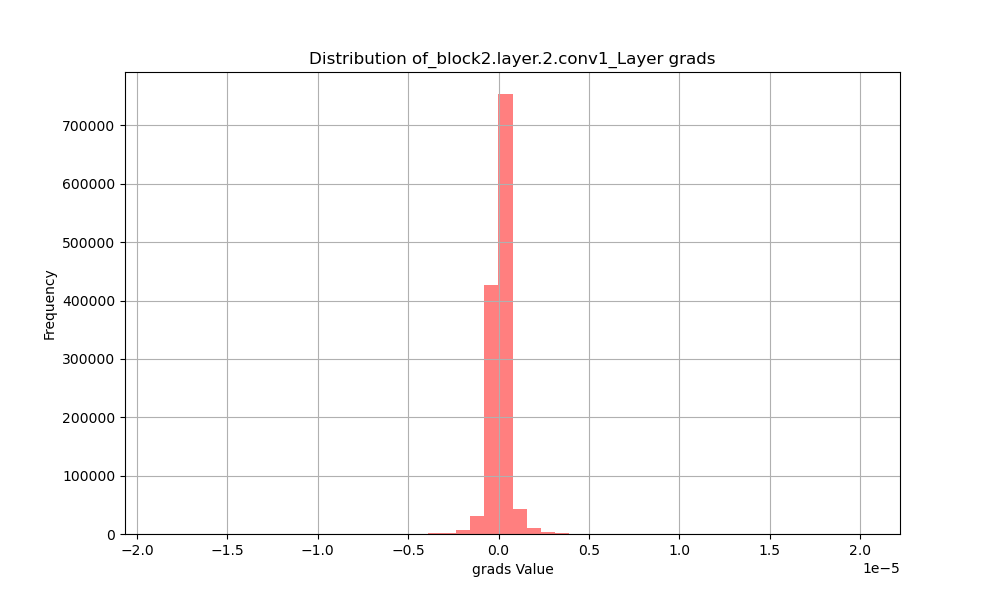 Distribution of_block2.layer.2.conv1_Layer grads
700000
600000
500000
400000
300000
200000
100000
0
Frequency
−2.0 −1.5 −1.0 −0.5 0.0 0.5 1.0 1.5 2.0
1e−5
grads Value